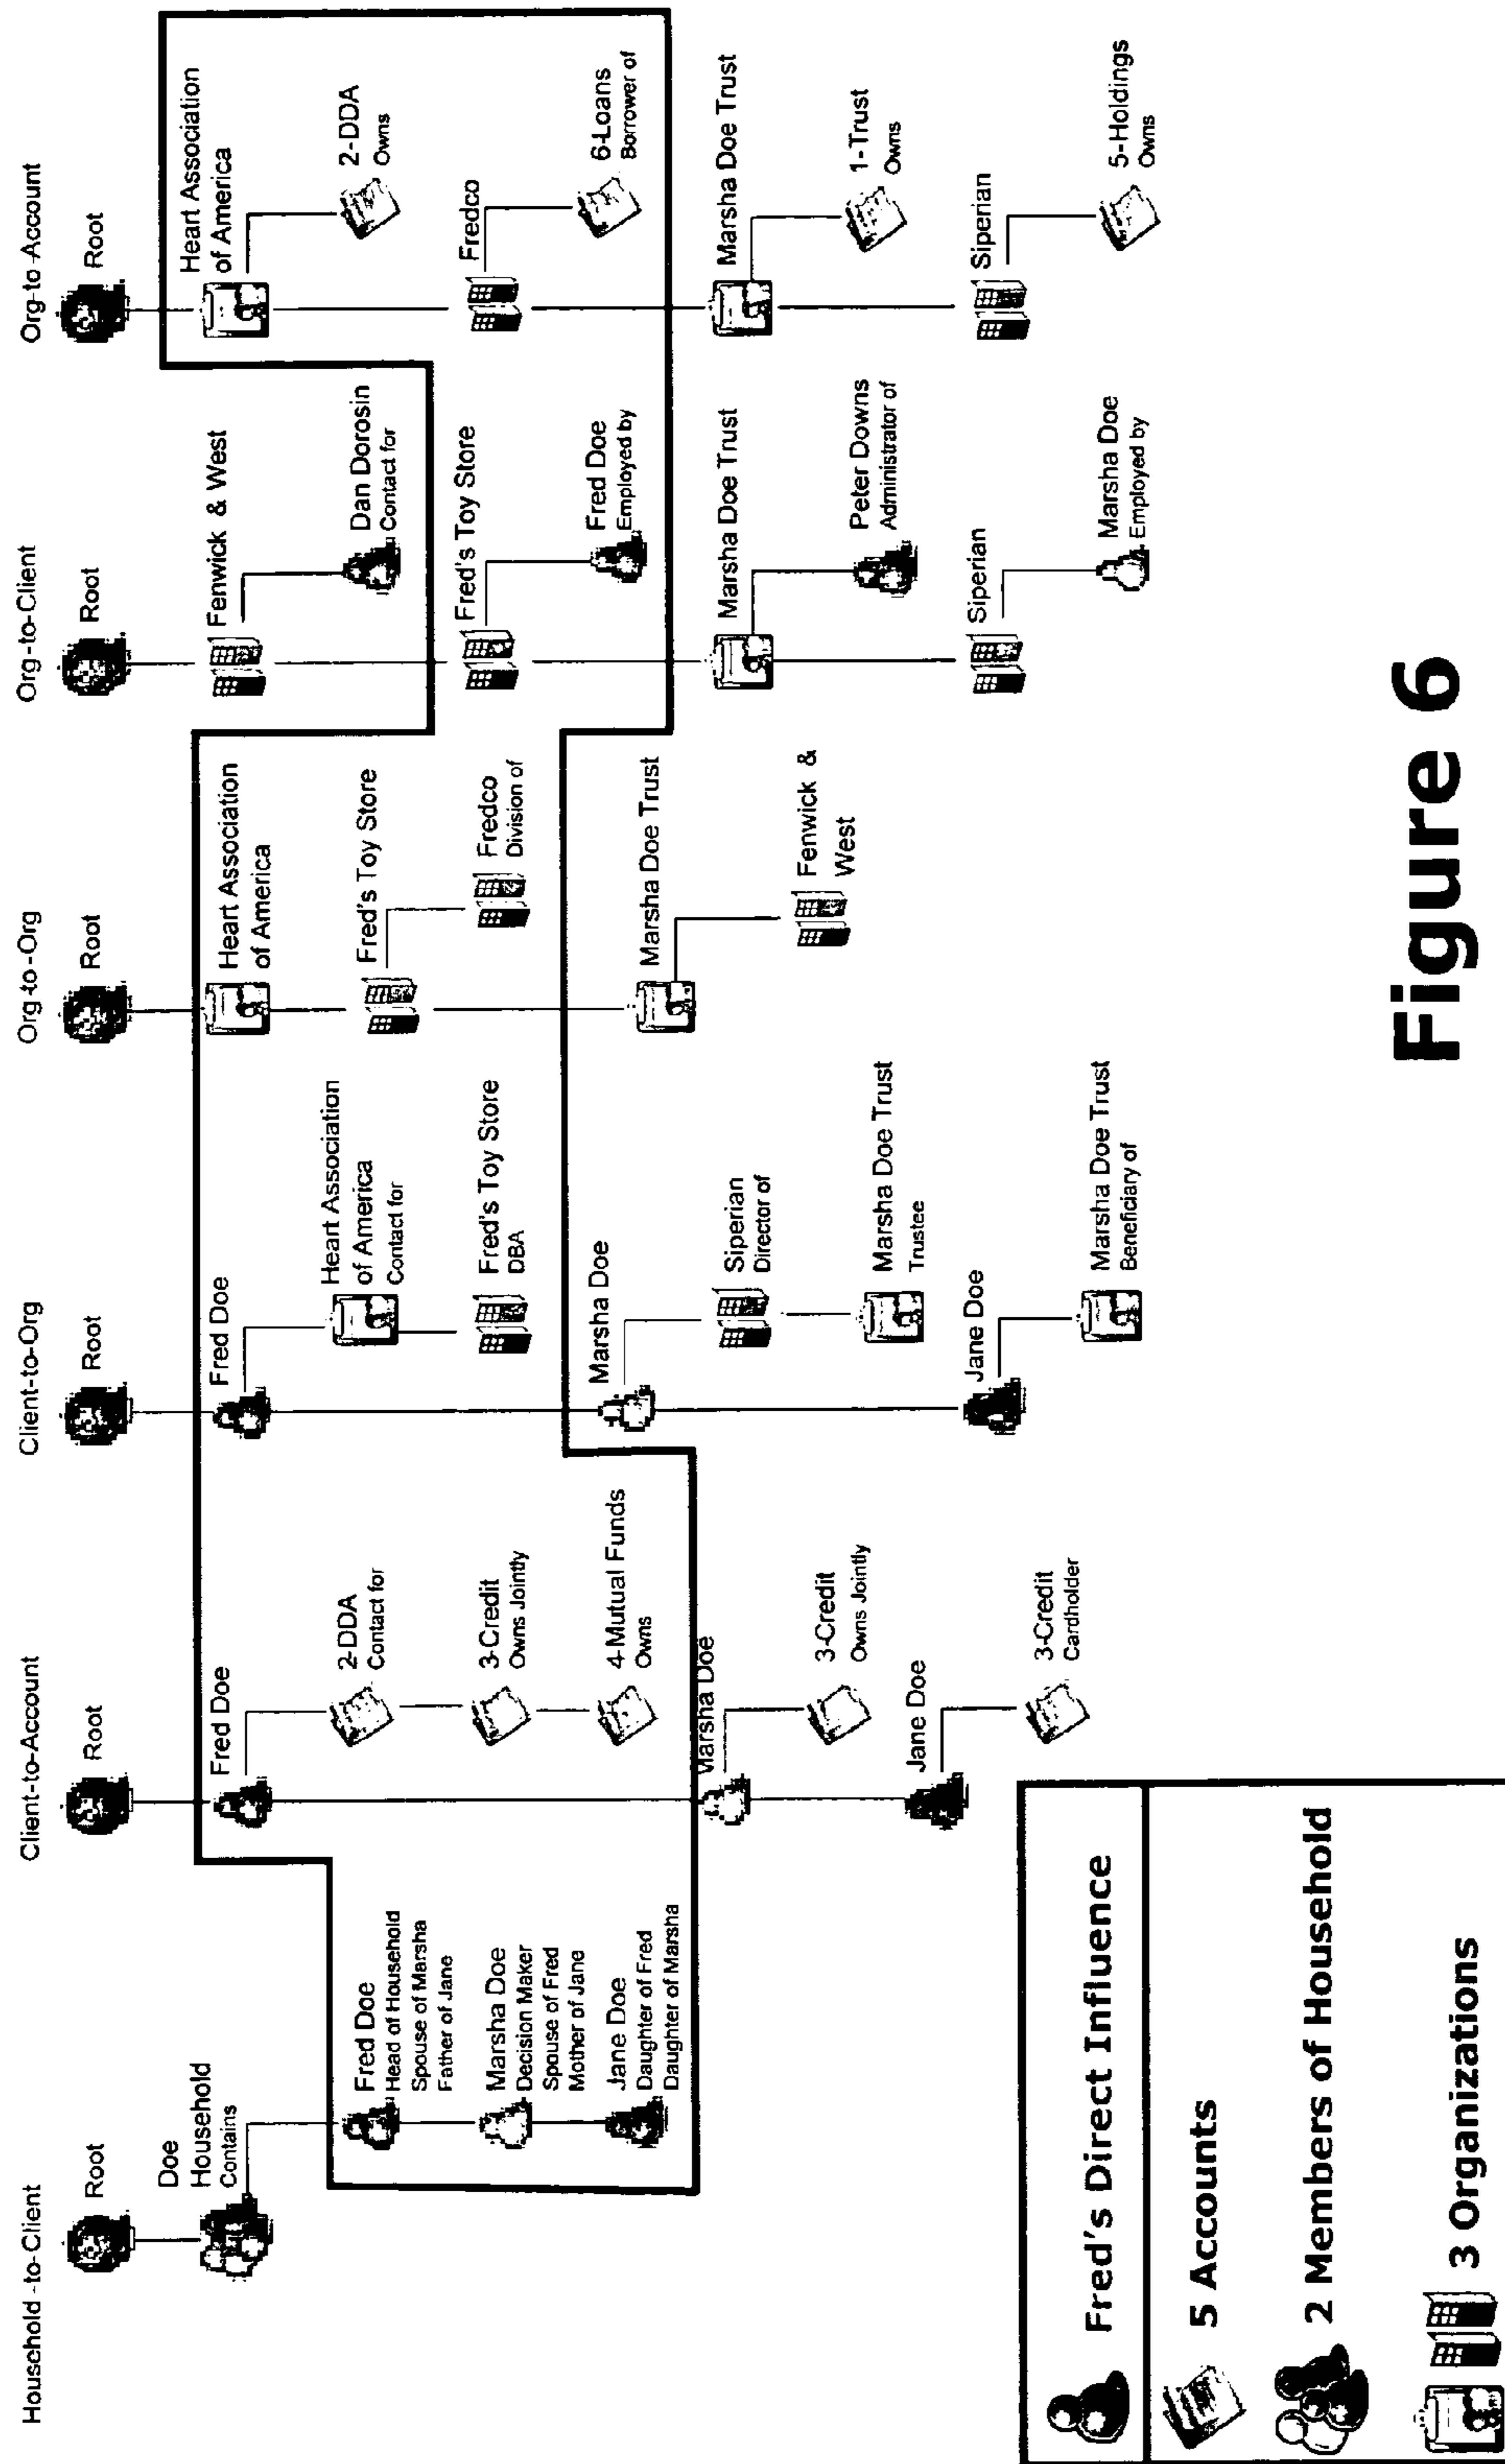 Household -to-Client
Root
Doe
Household
Contains
Fred Doe
Head of Household
Spouse of Marsha
Father of Jane
Marsha Doe
Decision Maker
Spouse of Fred
Mother of Jane
Jane Doe
Daughter of Fred
Daughter of Marsha
Client-to-Account
Root
Fred Doe
2-DDA
Contact for
3-Credit
Owns Jointly
4-Mutual Funds
Owns
Marsha Doe
3-Credit
Owns Jointly
Jane Doe
3-Credit
Cardholder
Client-to-Org
Root
Fred Doe
Heart Association
of America
Contact for
Fred's Toy Store
DBA
Marsha Doe
Siperian
Director of
Marsha Doe Trust
Trustee
Jane Doe
Marsha Doe Trust
Beneficiary of
Org-to-Org
Root
Heart Association
of America
Fred's Toy Store
Fredco
Division of
Marsha Doe Trust
Fenwick &
West
Org-to-Client
Root
Fenwick & West
Dan Dorosin
Contact for
Fred's Toy Store
Fred Doe
Employed by
Marsha Doe Trust
Peter Downs
Administrator of
Siperian
Marsha Doe
Employed by
Org-to-Account
Root
Heart Association
of America
2-DDA
Owns
Fredco
6-Loans
Borrower of
Marsha Doe Trust
1-Trust
Owns
Siperian
5-Holdings
Owns
Fred's Direct Influence
5 Accounts
2 Members of Household
3 Organizations
Figure 6